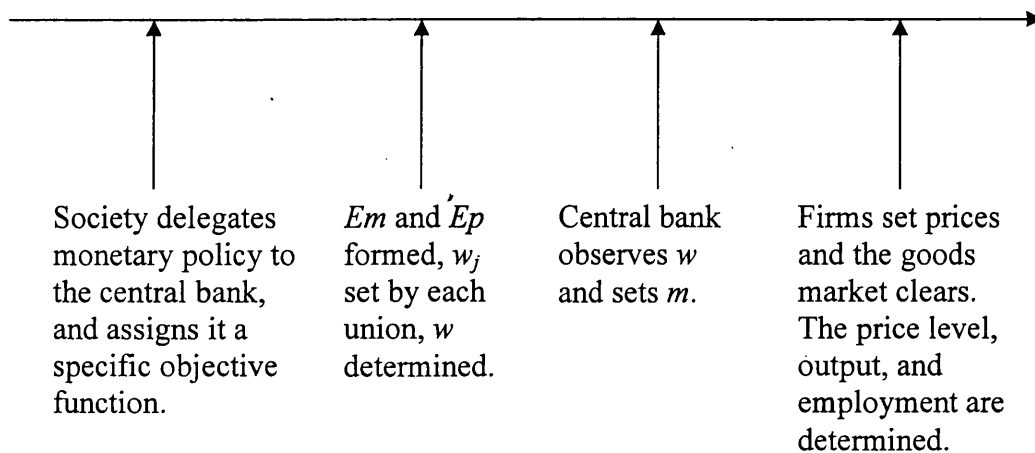 Society delegates
monetary policy to
the central bank,
and assigns it a
specific objective
function.
Em and Ep
formed, wj
set by each
union, w
determined.
Central bank
observes w
and sets m.
Firms set prices
and the goods
market clears.
The price level,
output, and
employment are
determined.